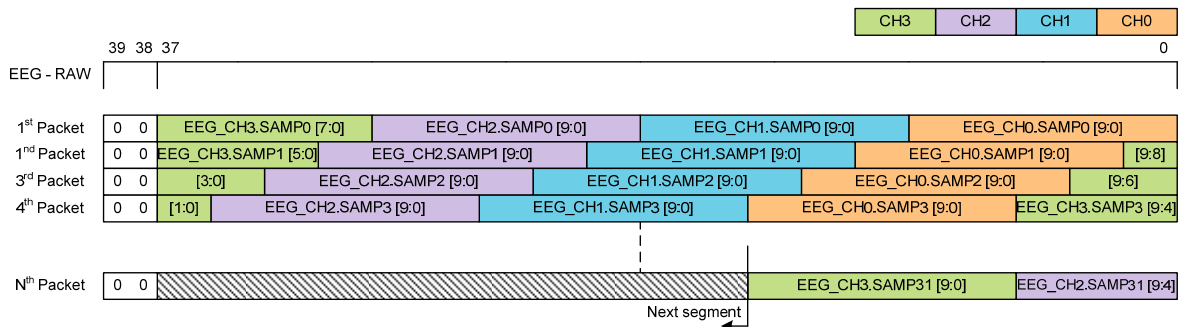 CH3 CH2 CH1 CH0
39 38 37 0
EEG - RAW
1st Packet 0 0 EEG_CH3.SAMP0 [7:0] EEG_CH2.SAMP0 [9:0] EEG_CH1.SAMP0 [9:0] EEG_CH0.SAMP0 [9:0]
1nd Packet 0 0 EEG_CH3.SAMP1 [5:0] EEG_CH2.SAMP1 [9:0] EEG_CH1.SAMP1 [9:0] EEG_CH0.SAMP1 [9:0] [9:8]
3rd Packet 0 0 [3:0] EEG_CH2.SAMP2 [9:0] EEG_CH1.SAMP2 [9:0] EEG_CH0.SAMP2 [9:0] [9:6]
4th Packet 0 0 [1:0] EEG_CH2.SAMP3 [9:0] EEG_CH1.SAMP3 [9:0] EEG_CH0.SAMP3 [9:0] EEG_CH3.SAMP3 [9:4]
Nth Packet 0 0 EEG_CH3.SAMP31 [9:0] EEG_CH2.SAMP31 [9:4]
Next segment